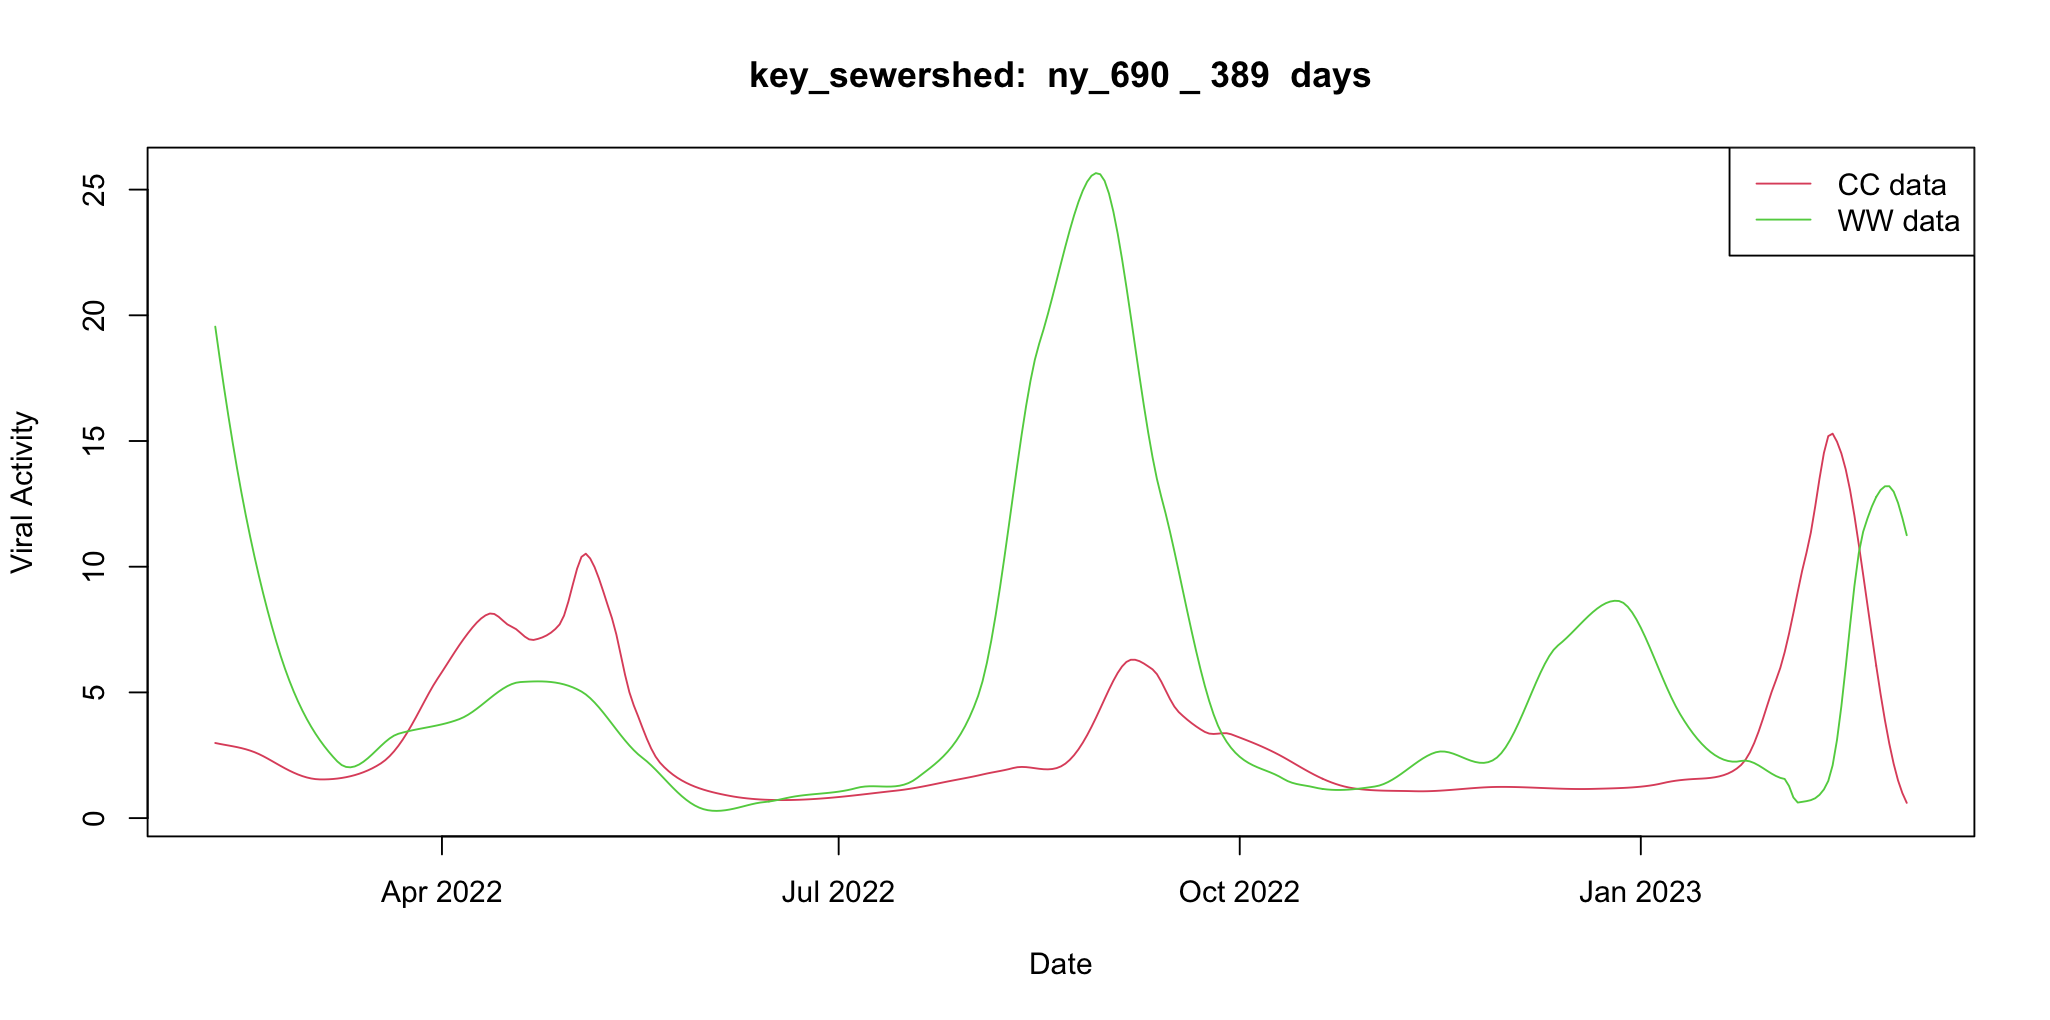 key_sewershed: ny_690 _ 389 days
CC data
WW data
Viral Activity
25
20
15
10
5
0
Apr 2022
Jul 2022
Oct 2022
Jan 2023
Date